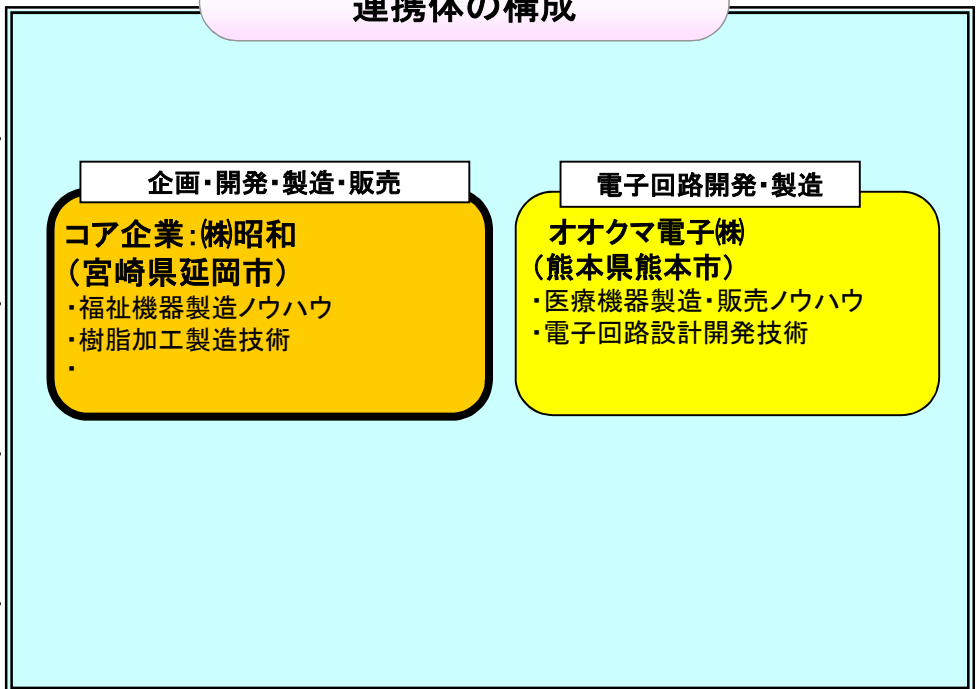 連携体の構成
企画・開発・製造・販売
コア企業：㈱昭和
（宮崎県延岡市）
・福祉機器製造ノウハウ
・樹脂加工製造技術
・
電子回路開発・製造
オオクマ電子㈱
（熊本県熊本市）
・医療機器製造・販売ノウハウ
・電子回路設計開発技術